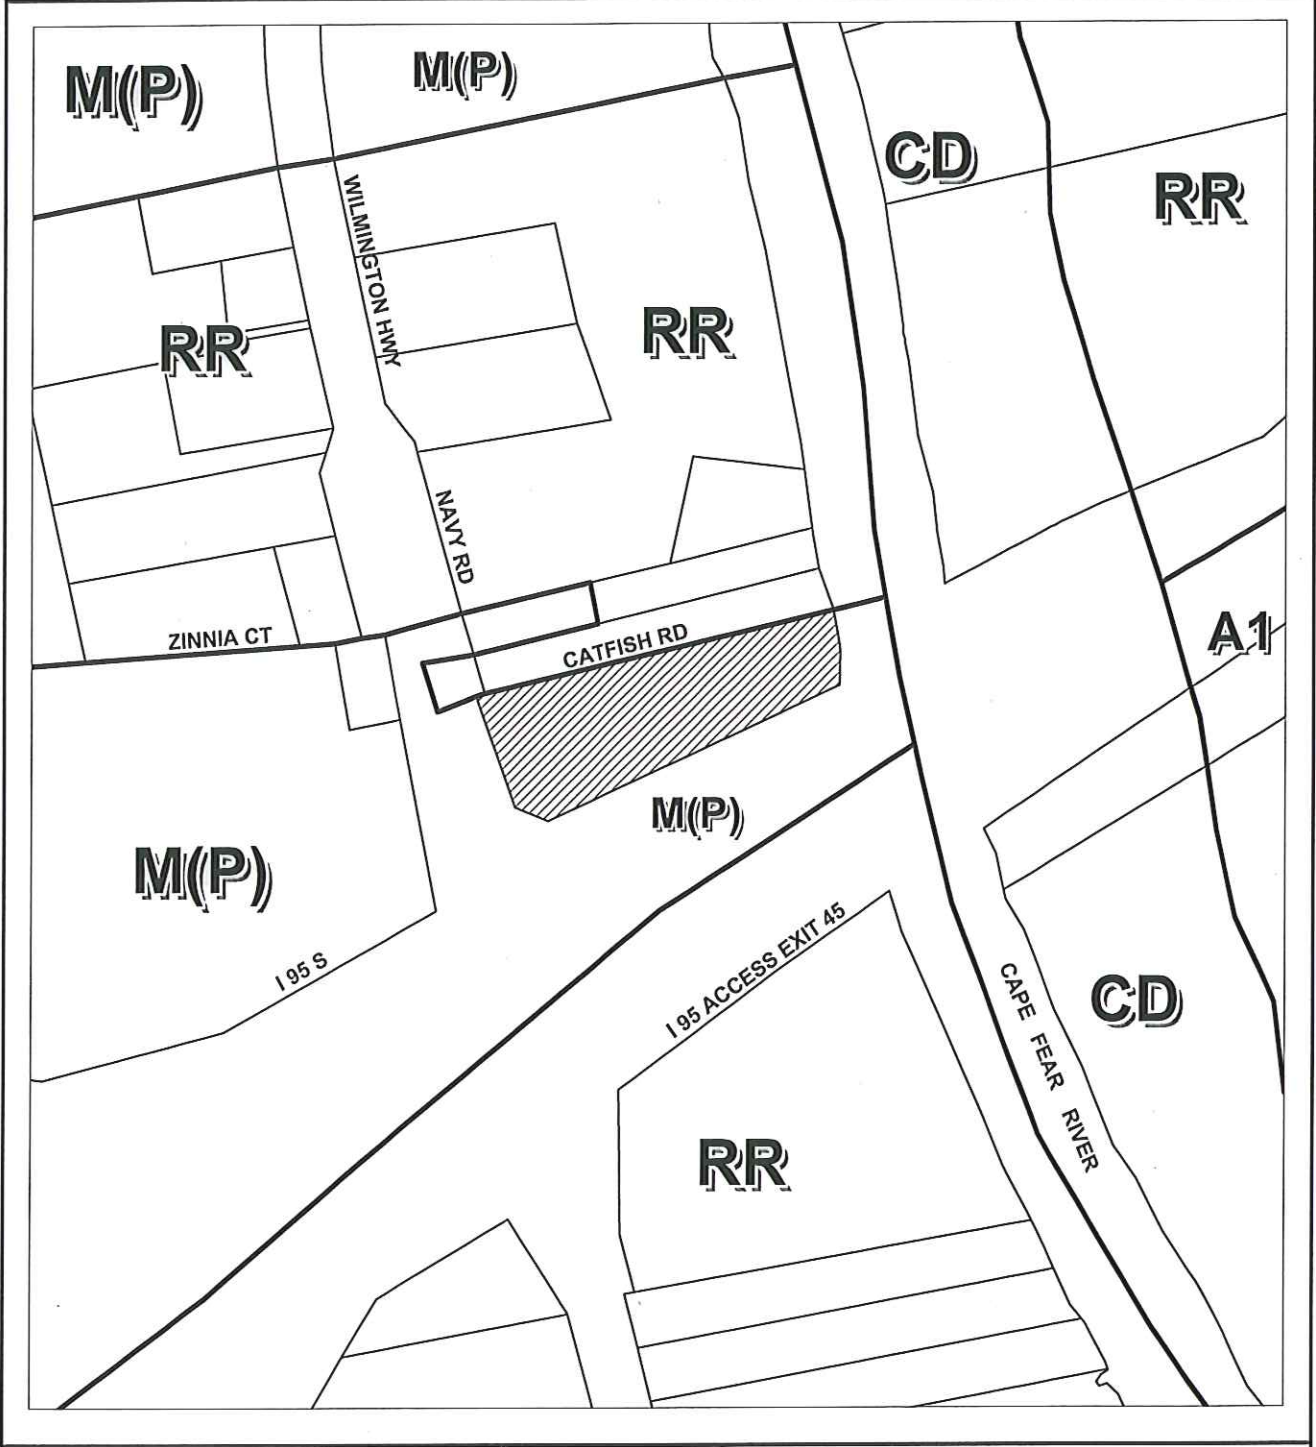 M(P)
M(P)
CD
RR
WILMINGTON HWY
RR
RR
NAVY RD
ZINNIA CT
CATFISH RD
A1
M(P)
M(P)
I 95 S
I 95 ACCESS EXIT 45
CAPE FEAR RIVER
CD
RR